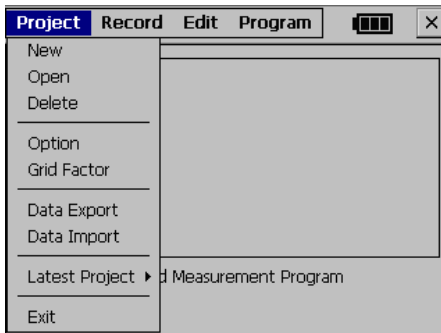 Project Record Edit Program
New
Open
Delete
Option
Grid Factor
Data Export
Data Import
Latest Project
d Measurement Program
Exit